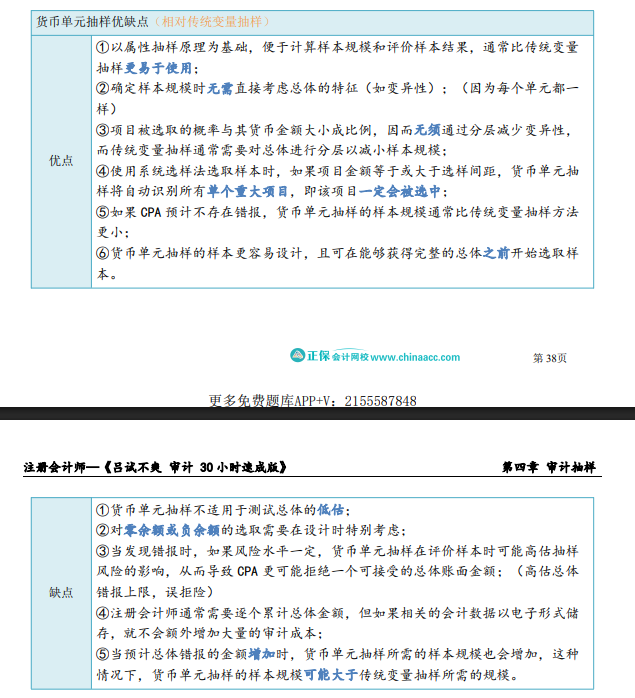 货币单元抽样优缺点（相对传统变量抽样）
优点
①以属性抽样原理为基础，便于计算样本规模和评价样本结果，通常比传统变量
抽样更易于使用；
②确定样本规模时无需直接考虑总体的特征（如变异性）；（因为每个单元都一
样）
③项目被选取的概率与其货币金额大小成比例，因而无须通过分层减少变异性，
而传统变量抽样通常需要对总体进行分层以减小样本规模；
④使用系统选样法选取样本时，如果项目金额等于或大于选样间距，货币单元抽
样将自动识别所有单个重大项目，即该项目一定会被选中；
⑤如果 CPA 预计不存在错报，货币单元抽样的样本规模通常比传统变量抽样方法
更小；
⑥货币单元抽样的样本更容易设计，且可在能够获得完整的总体之前开始选取样
本。
正保会计网校 www.chinaacc.com
第 38页
更多免费题库APP+V：2155587848
注册会计师—《吕试不爽 审计 30 小时速成版》
第四章 审计抽样
缺点
①货币单元抽样不适用于测试总体的低估；
②对零余额或负余额的选取需要在设计时特别考虑；
③当发现错报时，如果风险水平一定，货币单元抽样在评价样本时可能高估抽样
风险的影响，从而导致 CPA 更可能拒绝一个可接受的总体账面金额；（高估总体
错报上限，误拒险）
④注册会计师通常需要逐个累计总体金额，但如果相关的会计数据以电子形式储
存，就不会额外增加大量的审计成本；
⑤当预计总体错报的金额增加时，货币单元抽样所需的样本规模也会增加，这种
情况下，货币单元抽样的样本规模可能大于传统变量抽样所需的规模。